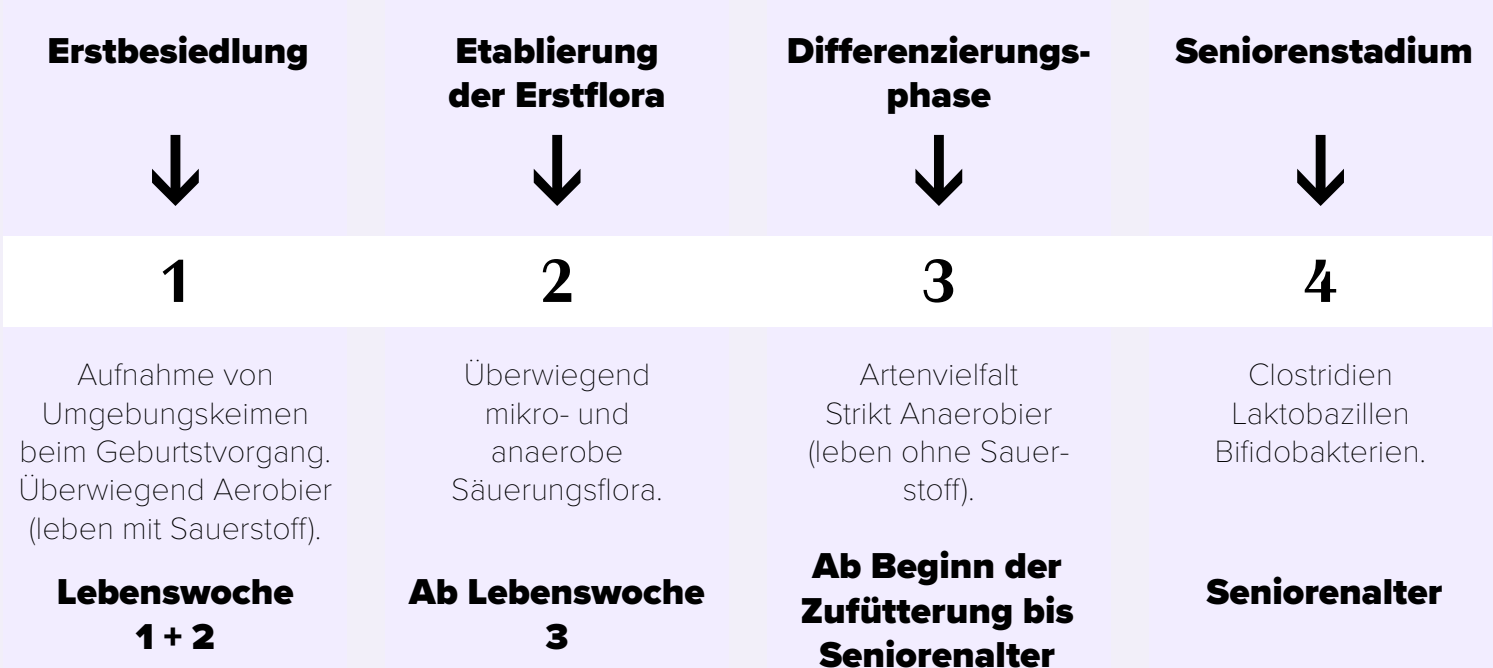 Erstbesiedlung
Etablierung
der Erstflora
Differenzierungs-
phase
Seniorenstadium
1
2
3
4
Aufnahme von
Umgebungskeimen
beim Geburtstvorgang.
Überwiegend Aerobier
(leben mit Sauerstoff).
Lebenswoche
1 + 2
Überwiegend
mikro- und
anaerobe
Säuerungsflora.
Ab Lebenswoche
3
Artenvielfalt
Strikt Anaerobier
(leben ohne Sauer-
stoff).
Ab Beginn der
Zufütterung bis
Seniorenalter
Clostridien
Laktobazillen
Bifidobakterien.
Seniorenalter